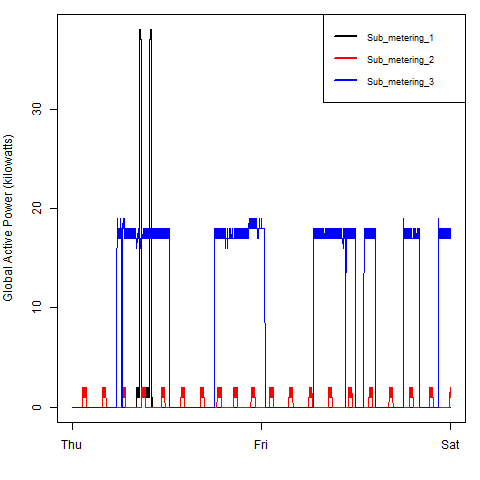 Sub_metering_1
Sub_metering_2
Sub_metering_3
Global Active Power (kilowatts)
30
20
10
0
Thu Fri Sat